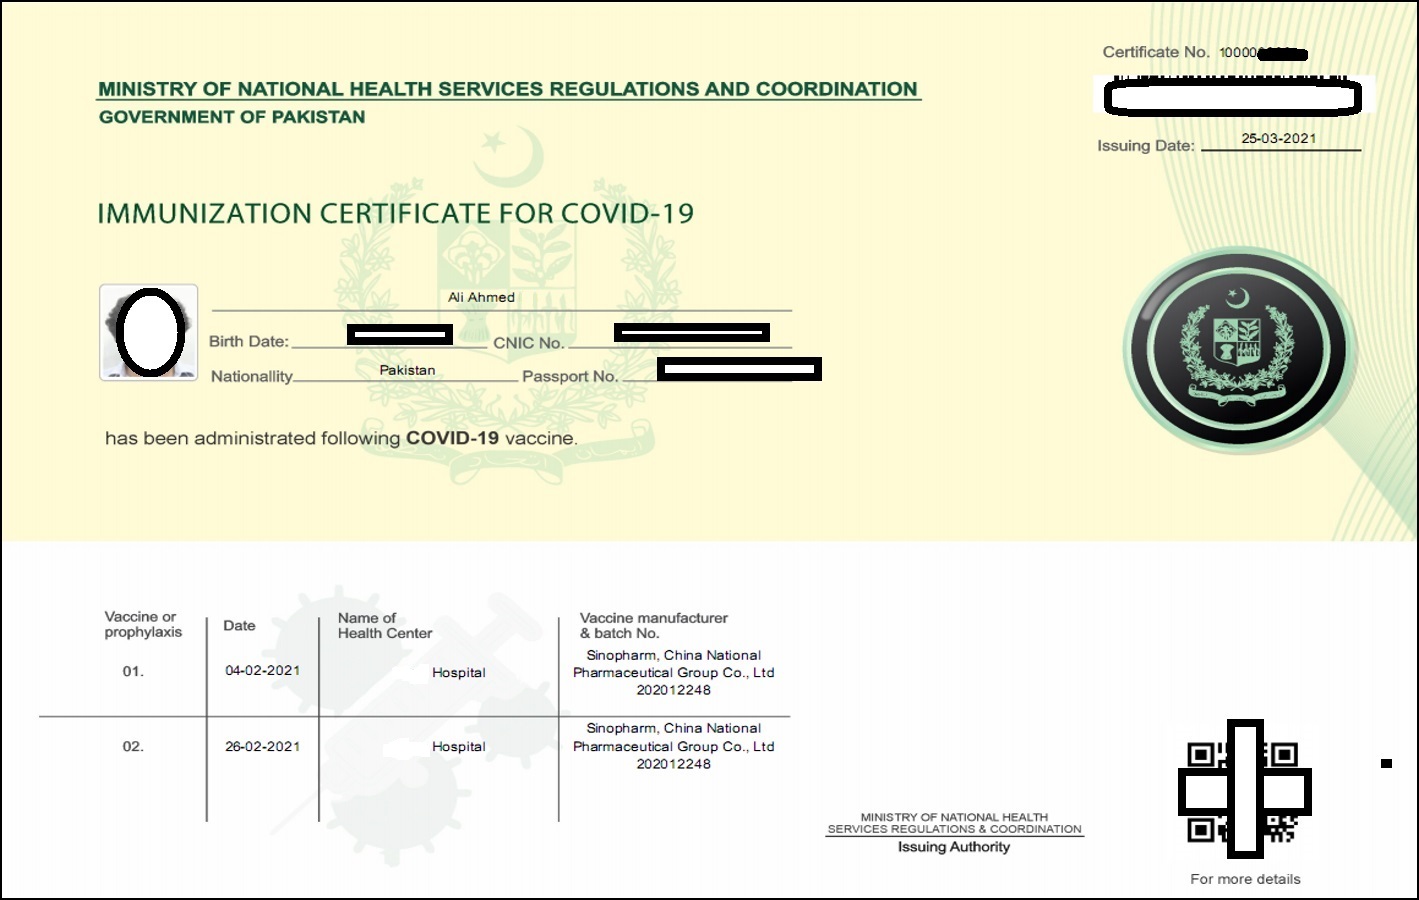 Certificate No. 10000
MINISTRY OF NATIONAL HEALTH SERVICES REGULATIONS AND COORDINATION
GOVERNMENT OF PAKISTAN
Issuing Date: 25-03-2021
IMMUNIZATION CERTIFICATE FOR COVID-19
Ali Ahmed
Birth Date: CNIC No.
Nationallity Pakistan Passport No.
has been administrated following COVID-19 vaccine.
Vaccine or prophylaxis
Date
Name of Health Center
Vaccine manufacturer & batch No.
01.
04-02-2021
Hospital
Sinopharm, China National
Pharmaceutical Group Co., Ltd
202012248
02.
26-02-2021
Hospital
Sinopharm, China National
Pharmaceutical Group Co., Ltd
202012248
MINISTRY OF NATIONAL HEALTH
SERVICES REGULATIONS & COORDINATION
Issuing Authority
For more details